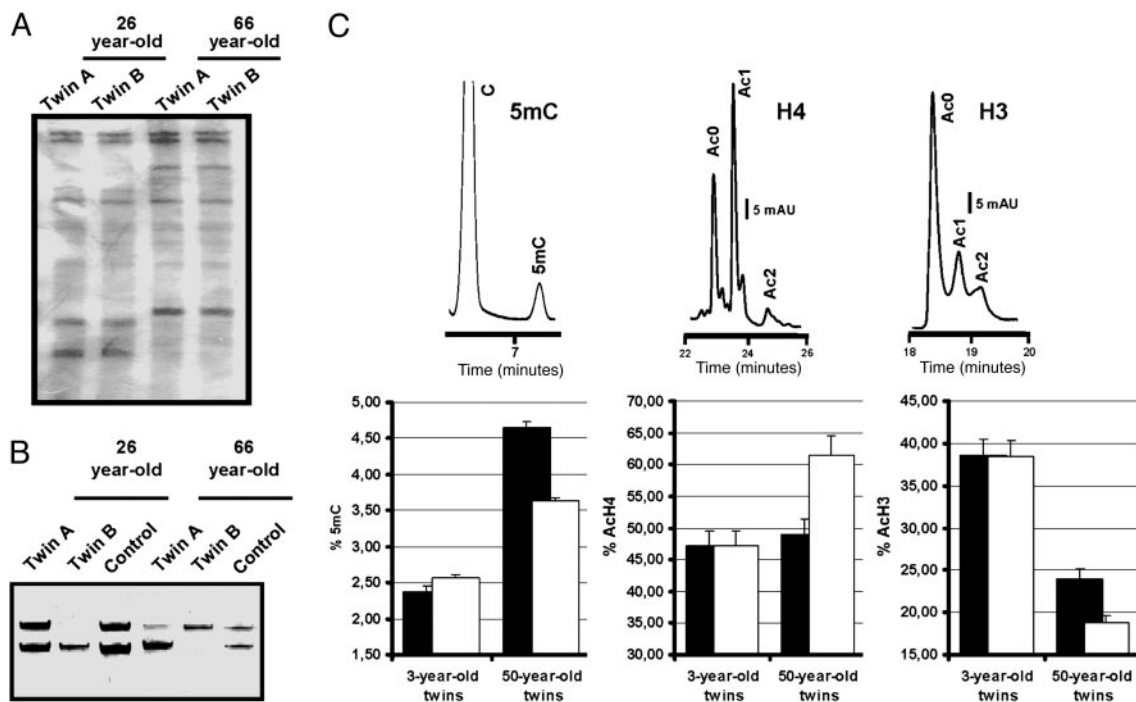 A
26
year-old
66
year-old
Twin A
Twin B
Twin A
Twin B
B
26
year-old
66
year-old
Twin A
Twin B
Control
Twin A
Twin B
Control
C
C
5mC
5mC
7
Time (minutes)
H4
Ac0
Ac1
Ac2
5 mAU
22 24 26
Time (minutes)
H3
Ac0
Ac1
Ac2
5 mAU
18 19 20
Time (minutes)
% 5mC
5,00
4,50
4,00
3,50
3,00
2,50
2,00
1,50
3-year-old
twins
50-year-old
twins
% AcH4
70,00
65,00
60,00
55,00
50,00
45,00
40,00
35,00
30,00
3-year-old
twins
50-year-old
twins
% AcH3
45,00
40,00
35,00
30,00
25,00
20,00
15,00
3-year-old
twins
50-year-old
twins